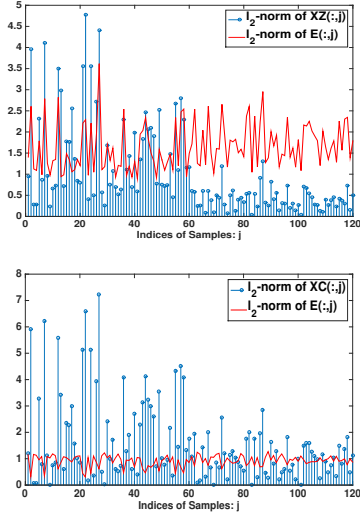 5
4.5
4
3.5
3
2.5
2
1.5
1
0.5
0
0 20 40 60 80 100 120
Indices of Samples: j
l₂-norm of XZ(:,j)
l₂-norm of E(:,j)
8
7
6
5
4
3
2
1
0
0 20 40 60 80 100 120
Indices of Samples: j
l₂-norm of XC(:,j)
l₂-norm of E(:,j)